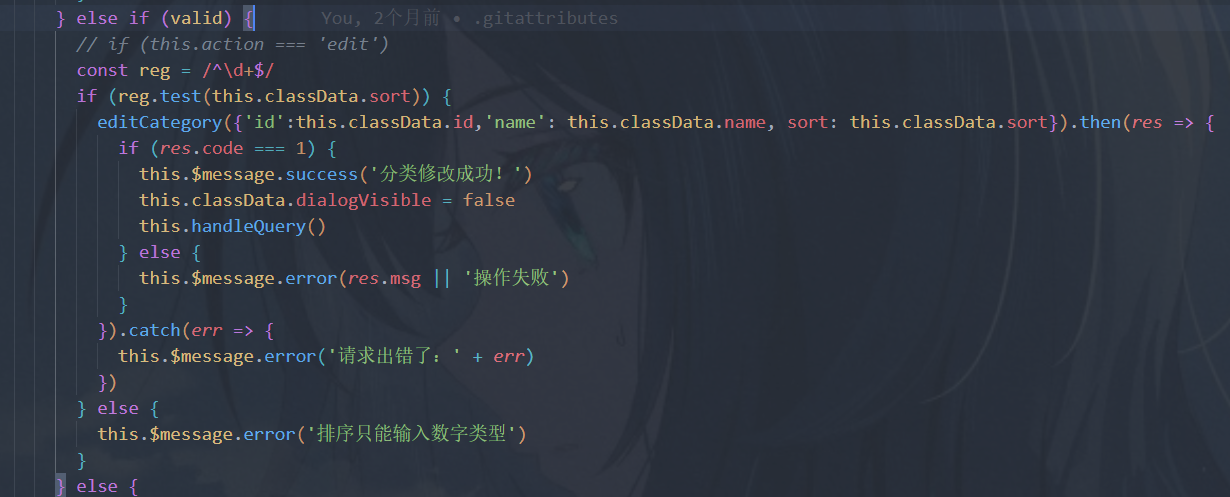 } else if (valid) { You, 2个月前 • .gitattributes
// if (this.action === 'edit')
const reg = /^\d+$/
if (reg.test(this.classData.sort)) {
editCategory({'id':this.classData.id,'name': this.classData.name, sort: this.classData.sort}).then(res => {
if (res.code === 1) {
this.$message.success('分类修改成功！')
this.classData.dialogVisible = false
this.handleQuery()
} else {
this.$message.error(res.msg || '操作失败')
}
}).catch(err => {
this.$message.error('请求出错了：' + err)
})
} else {
this.$message.error('排序只能输入数字类型')
}
} else {